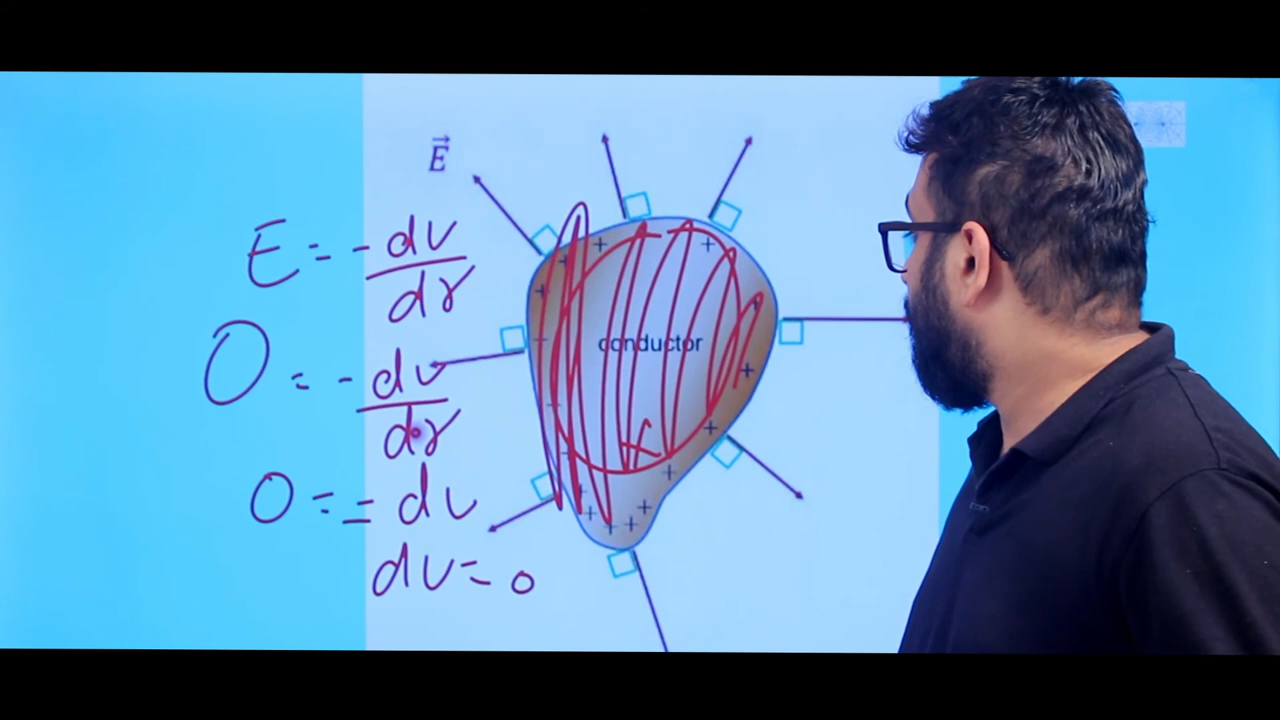 E⃗
E = - dv/dr
0 = - dv/dr
conductor
0 = - dv
dv = 0